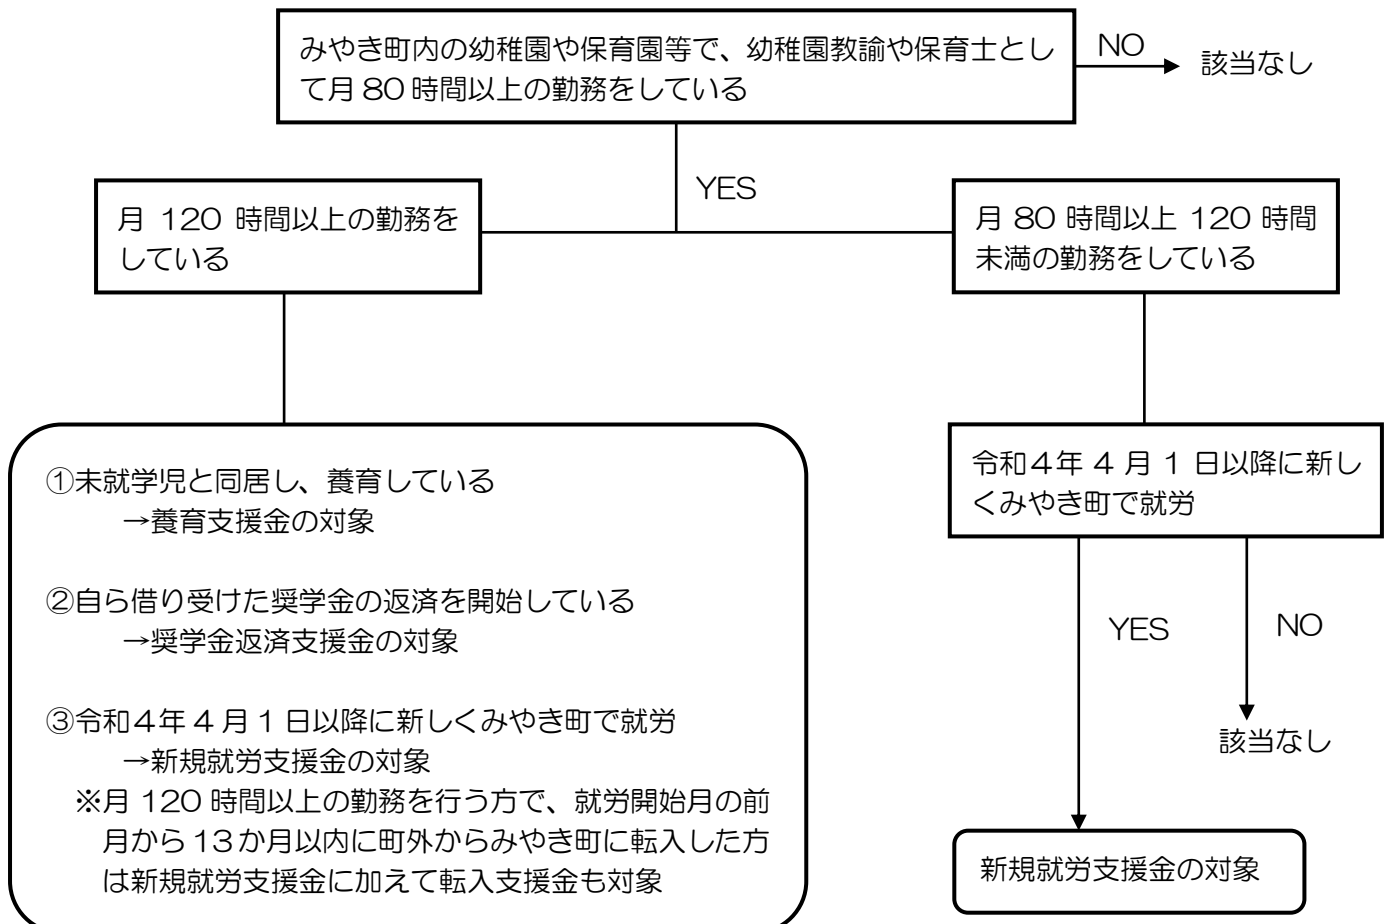 みやき町内の幼稚園や保育園等で、幼稚園教諭や保育士とし
て月80時間以上の勤務をしている
NO
該当なし
YES
月 120 時間以上の勤務を
している
月 80 時間以上 120 時間
未満の勤務をしている
①未就学児と同居し、養育している
→養育支援金の対象
②自ら借り受けた奨学金の返済を開始している
→奨学金返済支援金の対象
③令和4年4月1日以降に新しくみやき町で就労
→新規就労支援金の対象
※月 120 時間以上の勤務を行う方で、就労開始月の前
月から13か月以内に町外からみやき町に転入した方
は新規就労支援金に加えて転入支援金も対象
令和4年4月1日以降に新し
くみやき町で就労
YES
NO
該当なし
新規就労支援金の対象